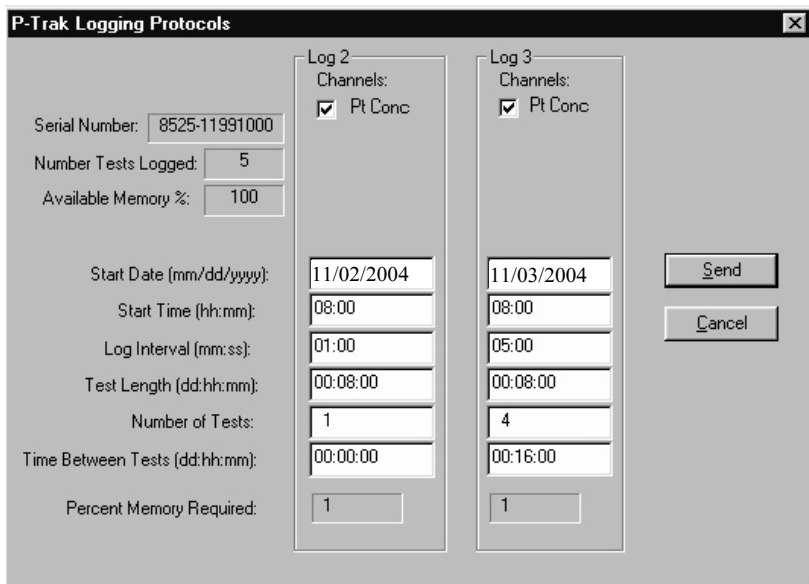 P-Trak Logging Protocols
Log 2
Log 3
Channels:
Channels:
Pt Conc
Pt Conc
Serial Number: 8525-11991000
Number Tests Logged: 5
Available Memory %: 100
Start Date (mm/dd/yyyy): 11/02/2004 11/03/2004
Send
Start Time (hh:mm): 08:00 08:00
Cancel
Log Interval (mm:ss): 01:00 05:00
Test Length (dd:hh:mm): 00:08:00 00:08:00
Number of Tests: 1 4
Time Between Tests (dd:hh:mm): 00:00:00 00:16:00
Percent Memory Required: 1 1